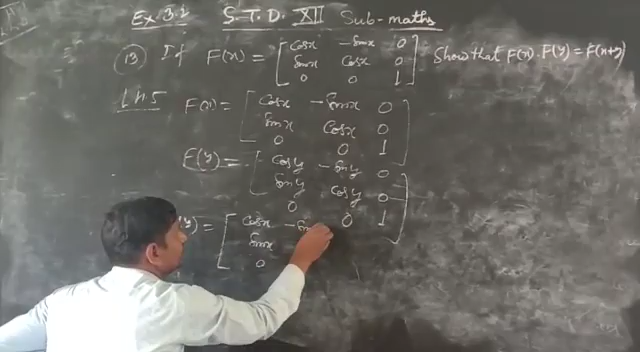 Ex. 3.2 S.T.D. XII Sub-maths
(13) If F(x) = [ Cosx -Sinx 0 Show that F(x). F(y) = F(x+y)
Sinx Cosx 0
0 0 1 ]
L.H.S F(x) = [ Cosx - Sinx 0
Sinx Cosx 0
0 0 1 ]
F(y) = [ Cosy - Siny 0
Siny Cosy 0
0 0 1 ]
y) = [ Cosx - Sin
Sinx
0